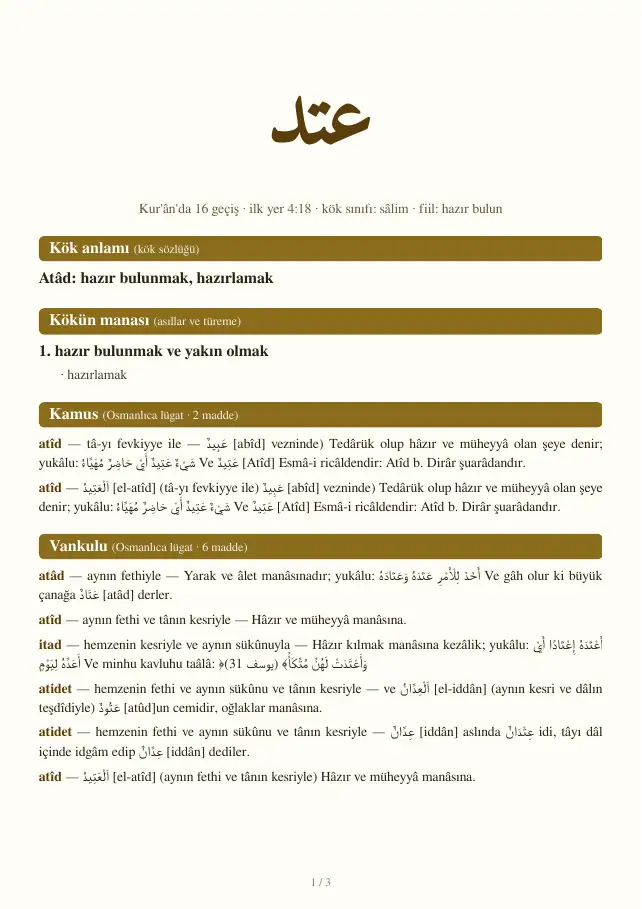 عتد
Kur'ân'da 16 geçiş · ilk yer 4:18 · kök sınıfı: sâlim · fiil: hazır bulun
Kök anlamı (kök sözlüğü)
Atâd: hazır bulunmak, hazırlamak
Kökün manası (asıllar ve türeme)
1. hazır bulunmak ve yakın olmak
· hazırlamak
Kamus (Osmanlıca lügat · 2 madde)
atîd — tâ-yı fevkiyye ile — عَبِيدٌ [abîd] vezninde) Tedârük olup hâzır ve müheyyâ olan şeye denir;
yukâlu: شَيْءٌ عَتِيدٌ أَيْ حَاضِرٌ مُهَيَّاهُ Ve عَتِيدٌ [Atîd] Esmâ-i ricâldendir: Atîd b. Dirâr şuarâdandır.
atîd — اَلْعَتِيدُ [el-atîd] (tâ-yı fevkiyye ile) عَبِيدٌ [abîd] vezninde) Tedârük olup hâzır ve müheyyâ olan şeye
denir; yukâlu: شَيْءٌ عَتِيدٌ أَيْ حَاضِرٌ مُهَيَّاهُ Ve عَتِيدٌ [Atîd] Esmâ-i ricâldendir: Atîd b. Dirâr şuarâdandır.
Vankulu (Osmanlıca lügat · 6 madde)
atâd — aynın fethiyle — Yarak ve âlet manâsınadır; yukâlu: أَخَذَ لِلْأَمْرِ عَتَدَهُ وَعَتَادَهُ Ve gâh olur ki büyük
çanağa عَتَادٌ [atâd] derler.
atîd — aynın fethi ve tânın kesriyle — Hâzır ve müheyyâ manâsına.
itad — hemzenin kesriyle ve aynın sükûnuyla — Hâzır kılmak manâsına kezâlik; yukâlu: أَعْتَدَهُ إِعْتَادًا أَيْ
أَعَدَّهُ لِيَوْمٍ Ve minhu kavluhu taâlâ: ﴿وَأَعْتَدَتْ لَهُنَّ مُتَّكَأً﴾ (يوسف 31)
atidet — hemzenin fethi ve aynın sükûnu ve tânın kesriyle — ve اَلْعِدَّانُ [el-iddân] (aynın kesri ve dâlın
teşdîdiyle) عَتُودٌ [atûd]un cemidir, oğlaklar manâsına.
atidet — hemzenin fethi ve aynın sükûnu ve tânın kesriyle — عِدَّانٌ [iddân] aslında عِتْدَانٌ idi, tâyı dâl
içinde idgâm edip عِدَّانٌ [iddân] dediler.
atîd — اَلْعَتِيدُ [el-atîd] (aynın fethi ve tânın kesriyle) Hâzır ve müheyyâ manâsına.
1 / 3